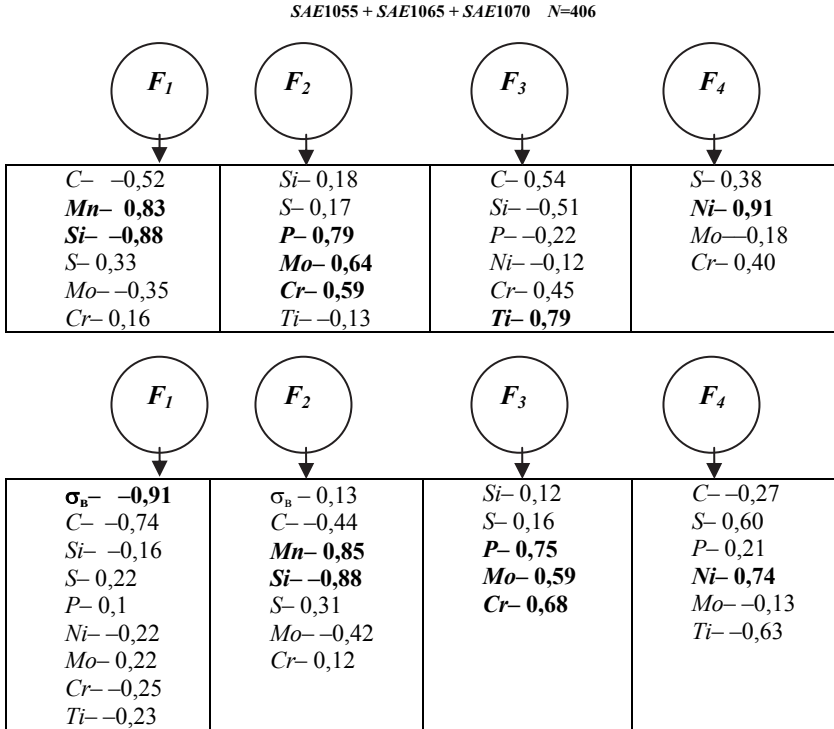 SAE1055 + SAE1065 + SAE1070 N=406
F1 F2 F3 F4
C– –0,52
Mn– 0,83
Si– –0,88
S– 0,33
Mo– –0,35
Cr– 0,16
Si– 0,18
S– 0,17
P– 0,79
Mo– 0,64
Cr– 0,59
Ti– –0,13
C– 0,54
Si– –0,51
P– –0,22
Ni– –0,12
Cr– 0,45
Ti– 0,79
S– 0,38
Ni– 0,91
Mo—0,18
Cr– 0,40
F1 F2 F3 F4
σв– –0,91
C– –0,74
Si– –0,16
S– 0,22
P– 0,1
Ni– –0,22
Mo– 0,22
Cr– –0,25
Ti– –0,23
σв – 0,13
C– –0,44
Mn– 0,85
Si– –0,88
S– 0,31
Mo– –0,42
Cr– 0,12
Si– 0,12
S– 0,16
P– 0,75
Mo– 0,59
Cr– 0,68
C– –0,27
S– 0,60
P– 0,21
Ni– 0,74
Mo– –0,13
Ti– –0,63